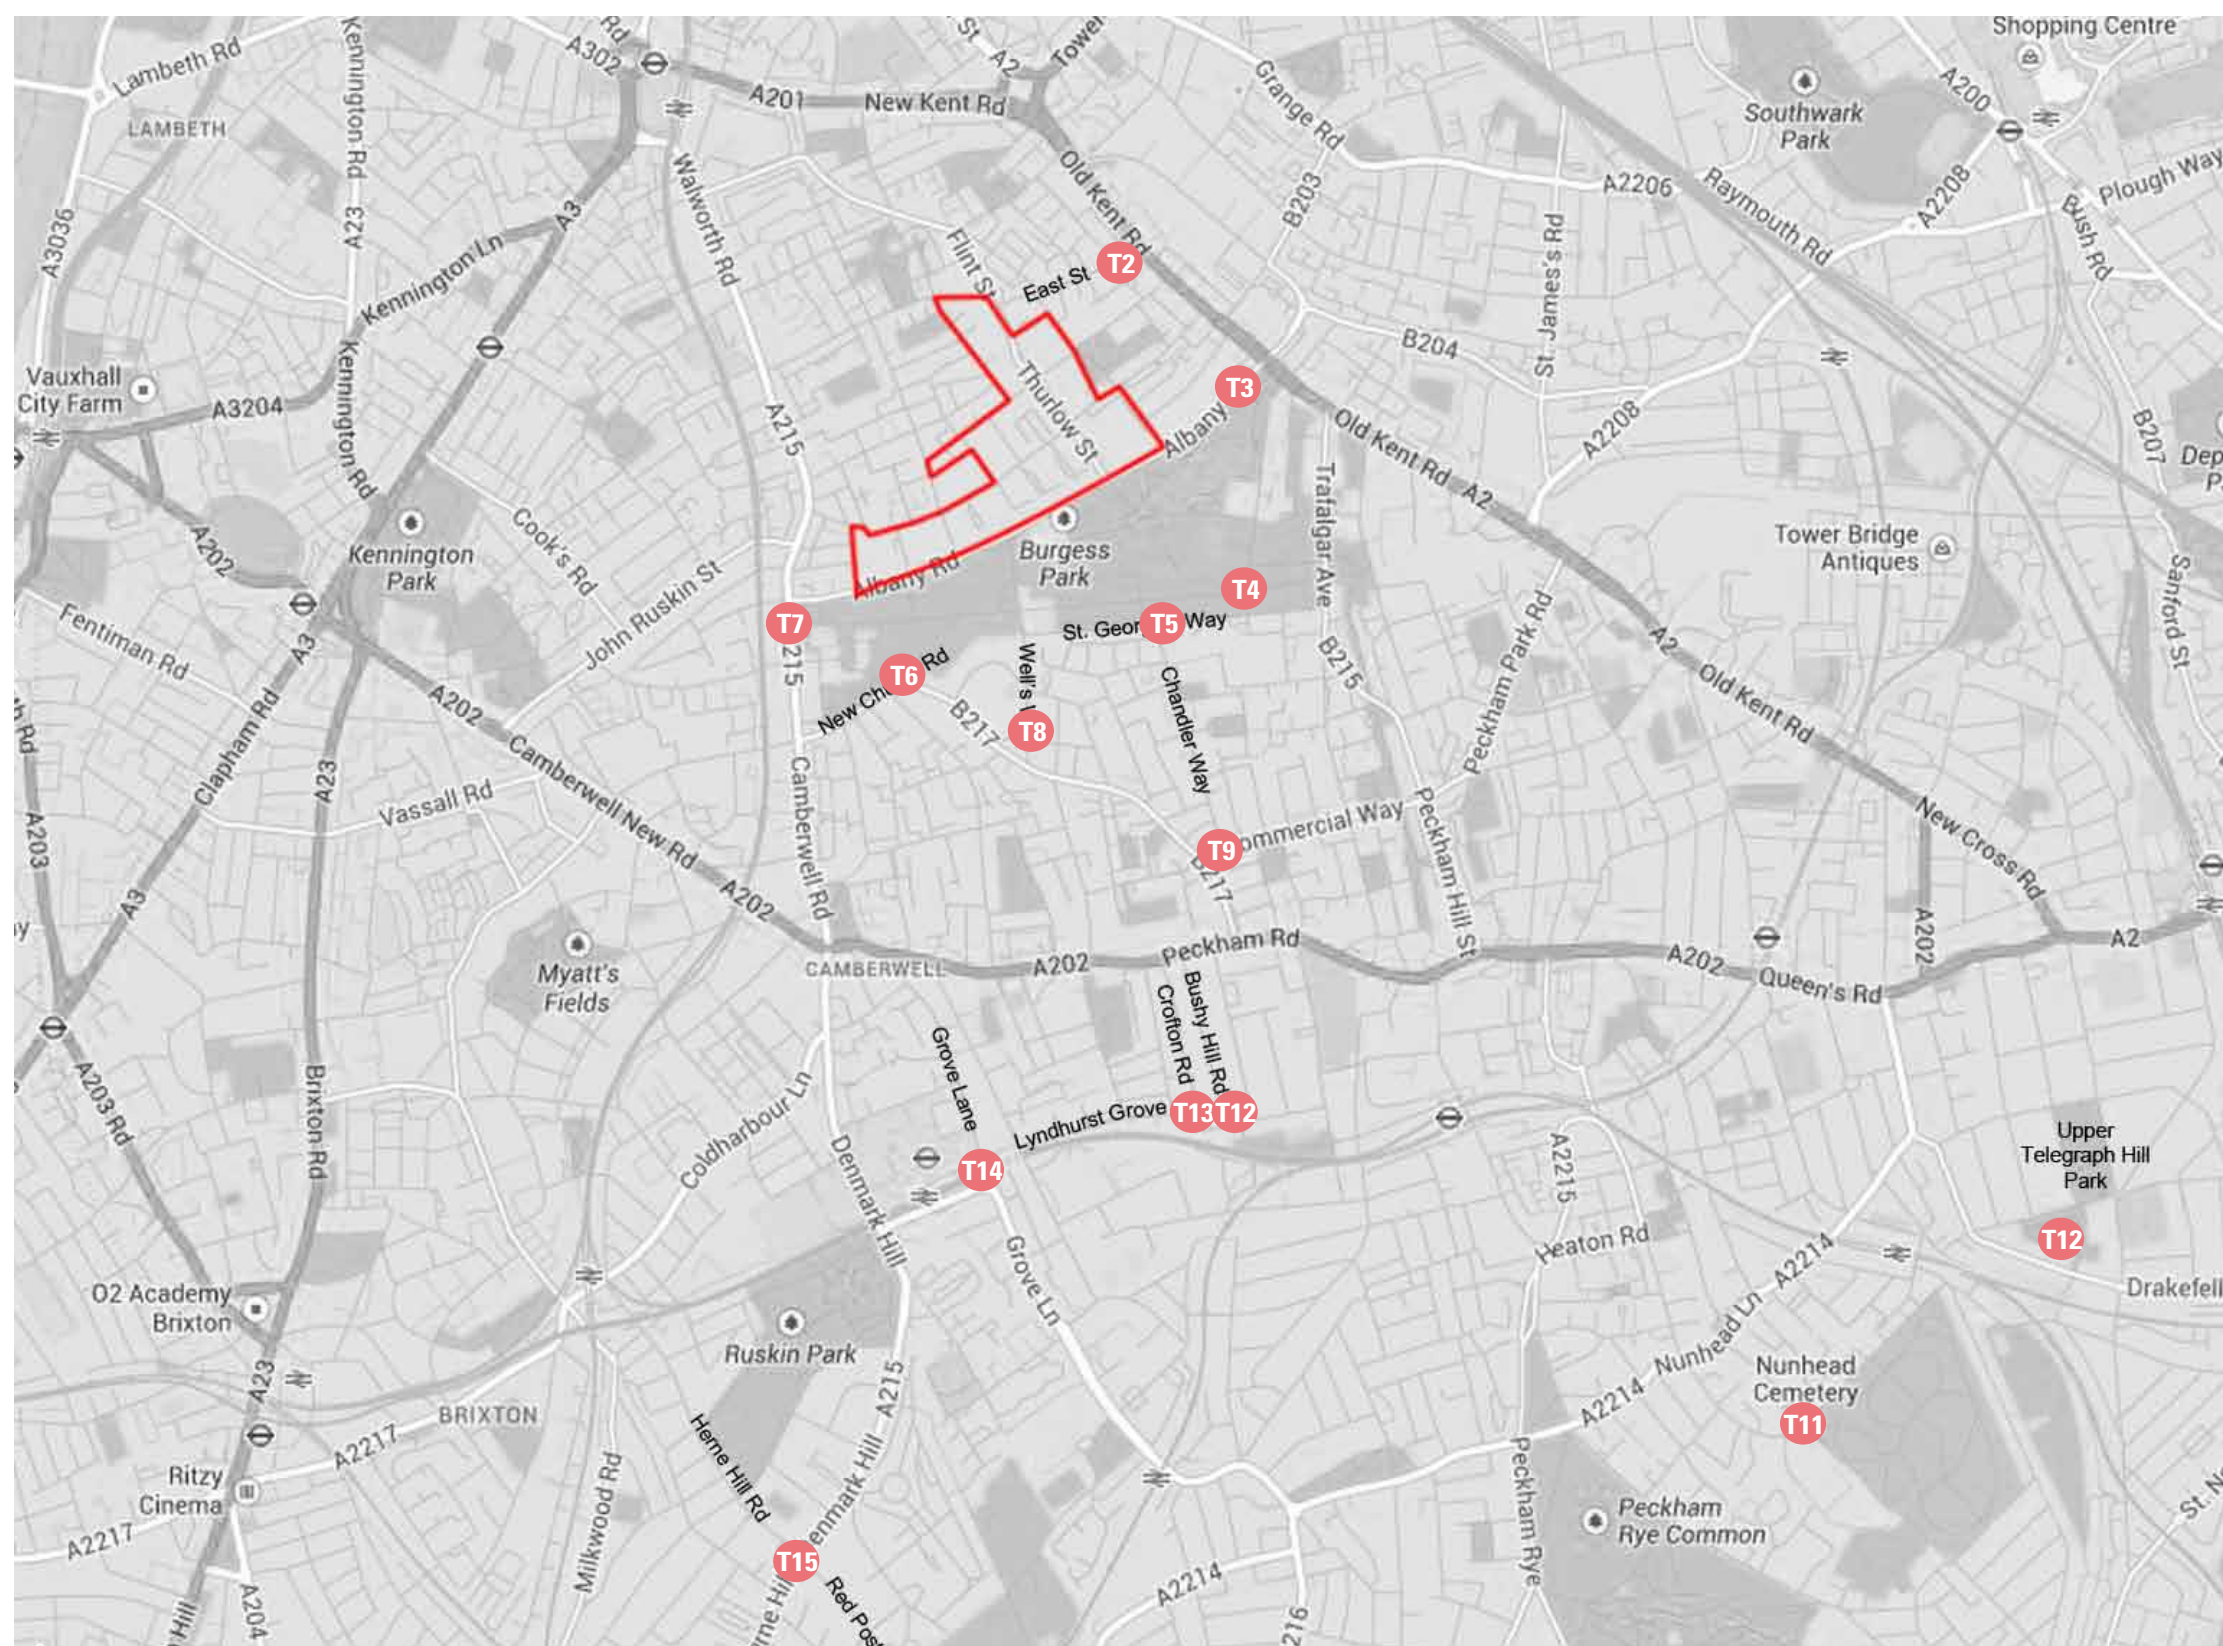 Shopping Centre
Rd
A302
St
A2
Tower
Lambeth Rd
LAMBETH
Kennington Rd
A23
A201
New Kent Rd
Grange Rd
Southwark
Park
A200
A2208
Plough Way
Bush Rd
Raymouth Rd
A2206
B203
Old Kent Rd
Walworth Rd
A3036
A3
Kennington Ln
Flint St
East St
T2
St. James's Rd
B204
Vauxhall
City Farm
A3204
Kennington Rd
A215
Thurlow St
T3
Albany
Old Kent Rd
A2
A2208
B207
Dep
P
A202
Kennington
Park
Cook's Rd
John Ruskin St
Albany Rd
Burgess
Park
Trafalgar Ave
Tower Bridge
Antiques
Sanford St
T4
T5
St. Geor
Way
T7
215
Fentiman Rd
A3
A202
T6
New Ch
Rd
Well's
T8
B217
Chandler Way
B215
Peckham Park Rd
A2
Old Kent Rd
Clapham Rd
A23
Vassall Rd
Camberwell New Rd
Camberwell Rd
A203
A3
A202
T9
ommercial Way
B217
Peckham Hill St
New Cross Rd
A202
A2
Myatt's
Fields
CAMBERWELL
A202
Peckham Rd
A202
Queen's Rd
Bushy Hill Rd
Crofton Rd
Grove Lane
Lyndhurst Grove
T13
T12
T14
A203 Rd
Brixton Rd
Coldharbour Ln
Denmark Hill
A2215
Upper
Telegraph Hill
Park
T12
Heaton Rd
Drakefell
O2 Academy
Brixton
Ruskin Park
Grove Ln
A2214
Nunhead Ln
A2214
Nunhead
Cemetery
T11
A23
BRIXTON
A2217
A215
Herne Hill Rd
Denmark Hill
Ritzy
Cinema
A2217
Milkwood Rd
T15
Red Post
rne Hil
A204
Hill
Peckham Rye
Peckham
Rye Common
A2214
216
St. N